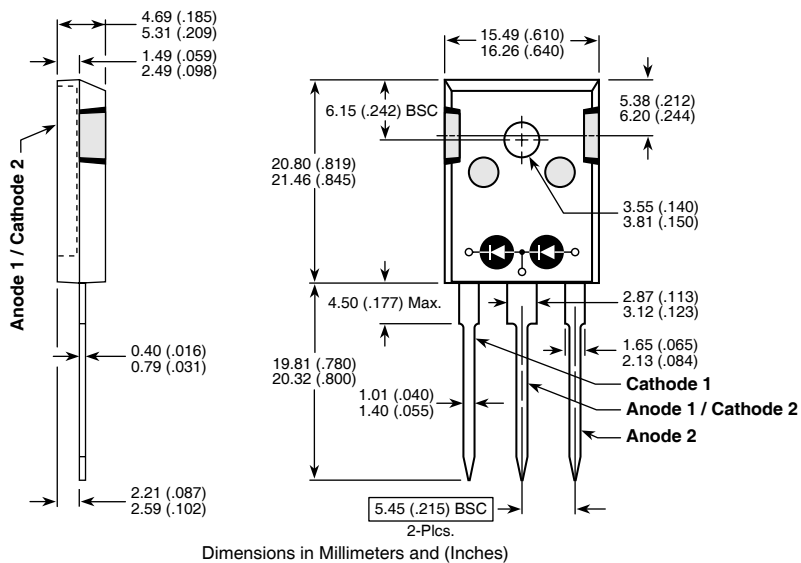 4.69 (.185)
5.31 (.209)
1.49 (.059)
2.49 (.098)
Anode 1 / Cathode 2
0.40 (.016)
0.79 (.031)
2.21 (.087)
2.59 (.102)
15.49 (.610)
16.26 (.640)
6.15 (.242) BSC
5.38 (.212)
6.20 (.244)
20.80 (.819)
21.46 (.845)
3.55 (.140)
3.81 (.150)
4.50 (.177) Max.
2.87 (.113)
3.12 (.123)
19.81 (.780)
20.32 (.800)
1.65 (.065)
2.13 (.084)
1.01 (.040)
1.40 (.055)
Cathode 1
Anode 1 / Cathode 2
Anode 2
5.45 (.215) BSC
2-Plcs.
Dimensions in Millimeters and (Inches)